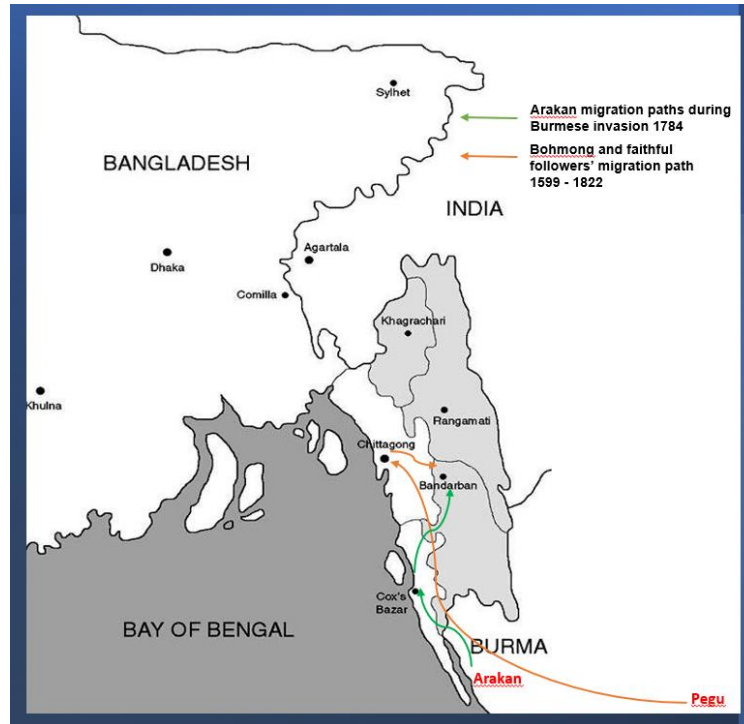 Sylhet
Arakan migration paths during
Burmese invasion 1784
BANGLADESH
Bohmong and faithful
followers' migration path
1599 - 1822
INDIA
Agartala
Dhaka
Comilla
Khagrachari
Khulna
Rangamati
Chittagong
Bandarban
Cox's
Bazar
BAY OF BENGAL
BURMA
Arakan
Pegu